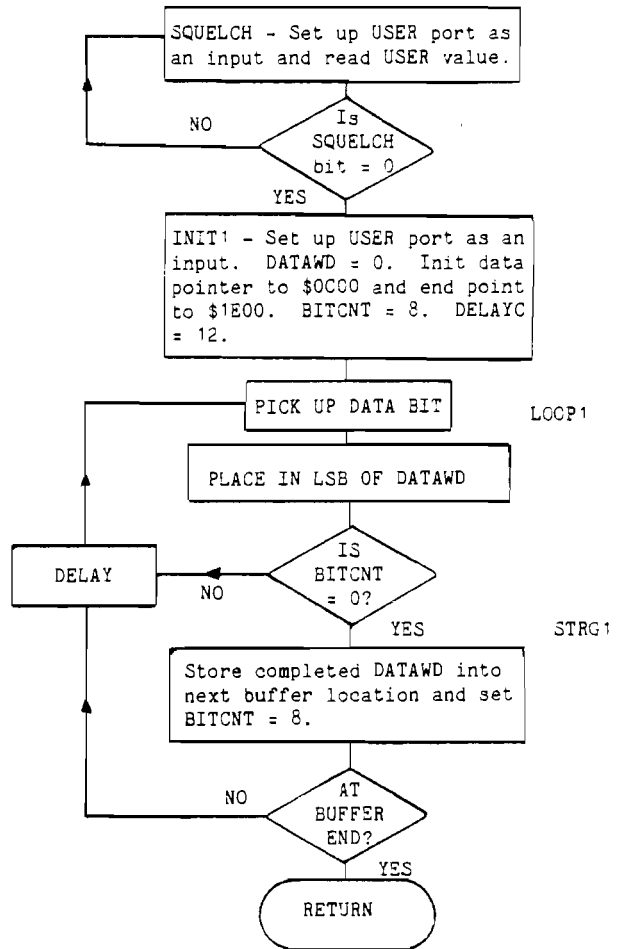 SQUELCH - Set up USER port as
an input and read USER value.
NO
Is
SQUELCH
bit = 0
YES
INIT1 - Set up USER port as an
input. DATAWD = 0. Init data
pointer to $0C00 and end point
to $1E00. BITCNT = 8. DELAYC
= 12.
PICK UP DATA BIT
LOOP1
PLACE IN LSB OF DATAWD
DELAY
NO
IS
BITCNT
= 0?
YES
STRG1
Store completed DATAWD into
next buffer location and set
BITCNT = 8.
NO
AT
BUFFER
END?
YES
RETURN